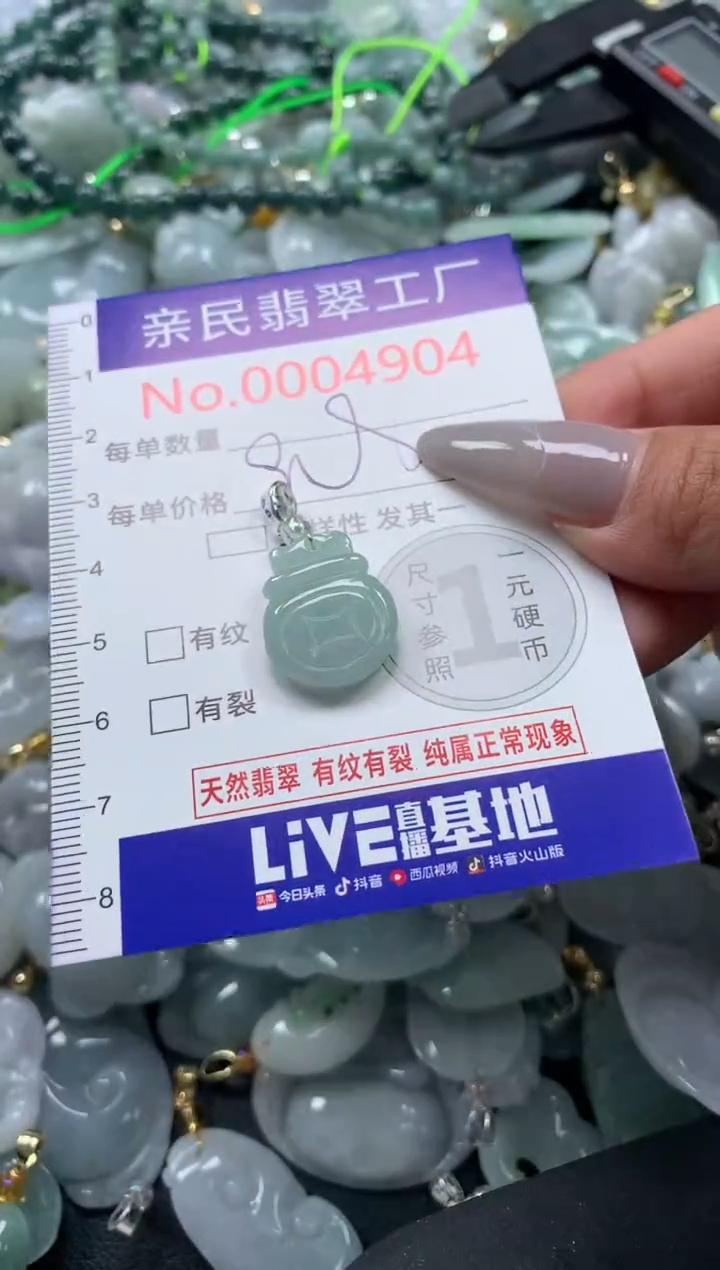 亲民翡翠工厂
No.0004904
0
1
2
3
4
5
6
7
8
每单数量
每单价格
样性 发其一
有纹
有裂
尺寸参照
1
一元硬币
天然翡翠 有纹有裂 纯属正常现象
LiVE直播基地
头条 今日头条 抖音 西瓜视频 抖音火山版